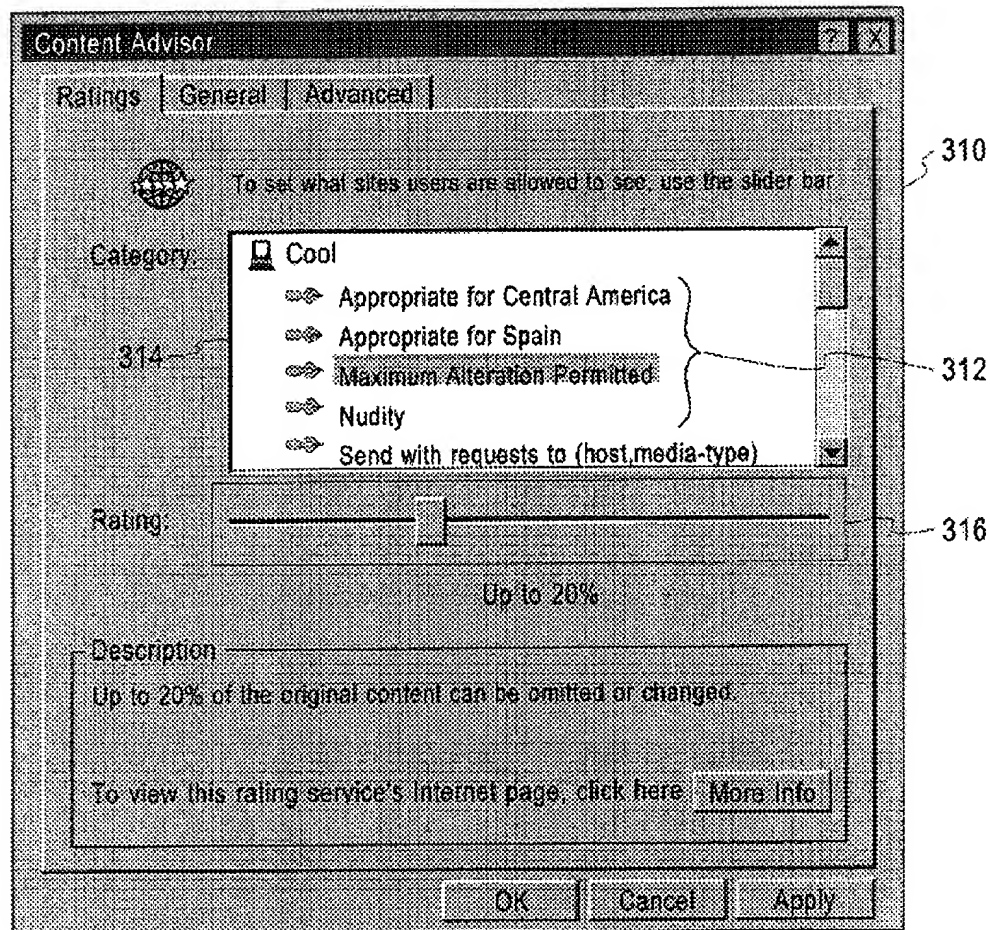 Content Advisor ? X
Ratings General Advanced
310
To set what sites users are allowed to see, use the slider bar
Category:
Cool
Appropriate for Central America
Appropriate for Spain
314
Maximum Alteration Permitted
312
Nudity
Send with requests to (host,media-type)
Rating:
316
Up to 20%
Description
Up to 20% of the original content can be omitted or changed.
To view this rating service's Internet page, click here More Info
OK Cancel Apply